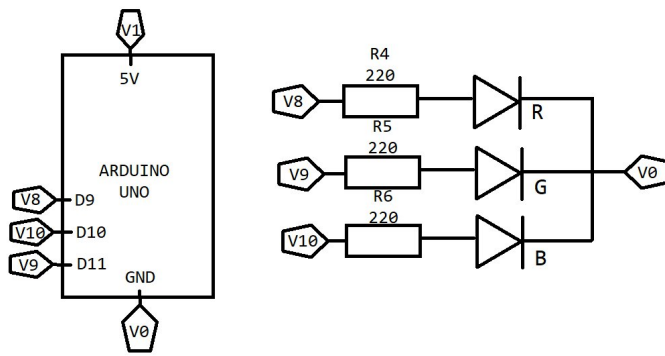 V1
5V
ARDUINO
UNO
V8 D9
V10 D10
V9 D11
GND
V0
R4
220
V8
R
R5
220
V9
G
V0
R6
220
V10
B